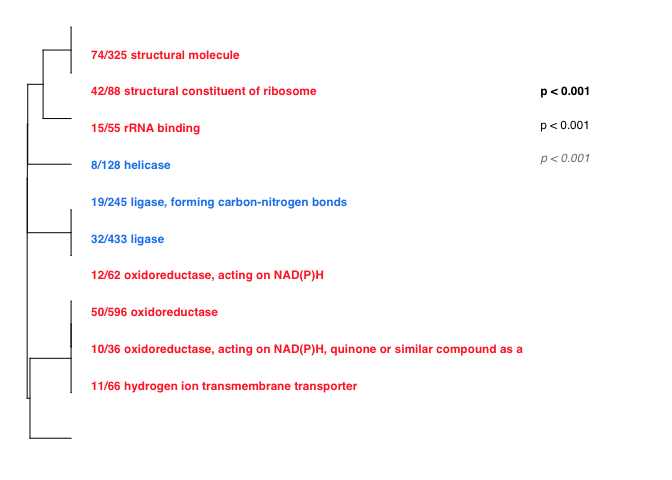 74/325 structural molecule
42/88 structural constituent of ribosome
p < 0.001
15/55 rRNA binding
p < 0.001
8/128 helicase
p < 0.001
19/245 ligase, forming carbon-nitrogen bonds
32/433 ligase
12/62 oxidoreductase, acting on NAD(P)H
50/596 oxidoreductase
10/36 oxidoreductase, acting on NAD(P)H, quinone or similar compound as a
11/66 hydrogen ion transmembrane transporter